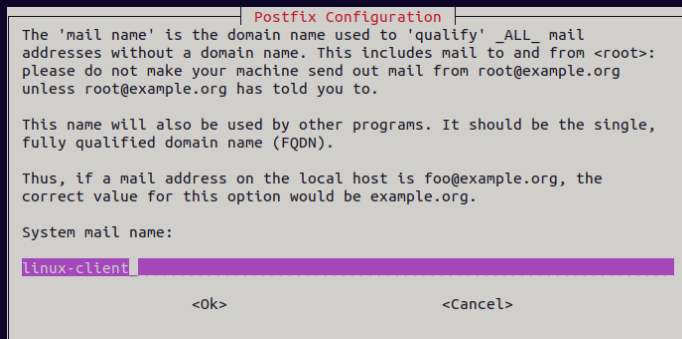 Postfix Configuration
The 'mail name' is the domain name used to 'qualify' _ALL_ mail
addresses without a domain name. This includes mail to and from <root>:
please do not make your machine send out mail from root@example.org
unless root@example.org has told you to.
This name will also be used by other programs. It should be the single,
fully qualified domain name (FQDN).
Thus, if a mail address on the local host is foo@example.org, the
correct value for this option would be example.org.
System mail name:
linux-client
<Ok> <Cancel>